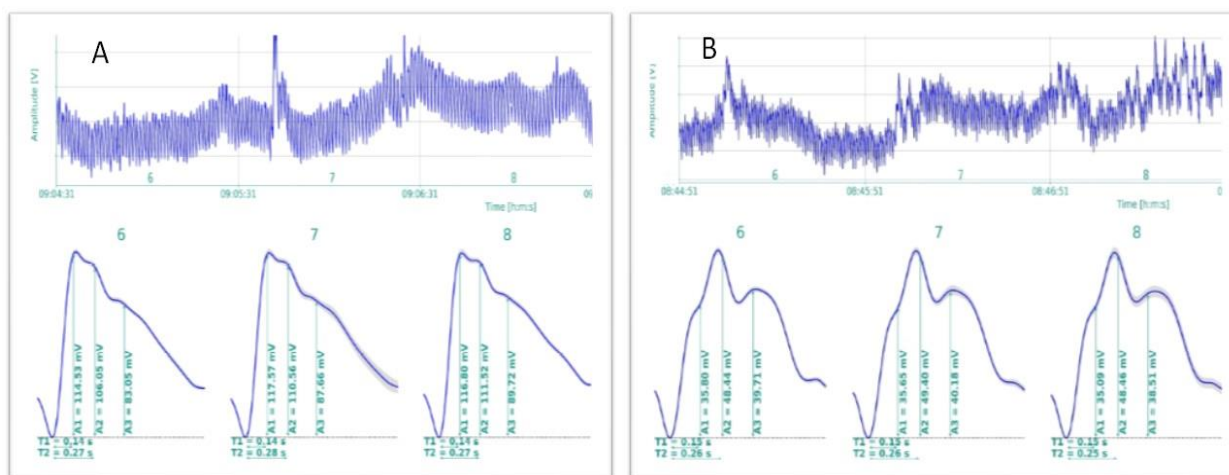 A
Amplitude [V]
6
7
8
09:04:31
09:05:31
09:06:31
09
Time [h:m:s]
6
7
8
A1 = 114.53 mV
A2 = 106.05 mV
A3 = 83.05 mV
T1 = 0.14 s
T2 = 0.27 s
A1 = 117.57 mV
A2 = 110.56 mV
A3 = 87.66 mV
T1 = 0.14 s
T2 = 0.28 s
A1 = 116.80 mV
A2 = 111.52 mV
A3 = 89.72 mV
T1 = 0.14 s
T2 = 0.27 s
B
Amplitude [V]
6
7
8
08:44:51
08:45:51
08:46:51
0
Time [h:m:s]
6
7
8
A1 = 35.80 mV
A2 = 48.44 mV
A3 = 39.71 mV
T1 = 0.15 s
T2 = 0.26 s
A1 = 35.65 mV
A2 = 49.40 mV
A3 = 40.18 mV
T1 = 0.15 s
T2 = 0.26 s
A1 = 35.09 mV
A2 = 48.46 mV
A3 = 38.51 mV
T1 = 0.15 s
T2 = 0.25 s